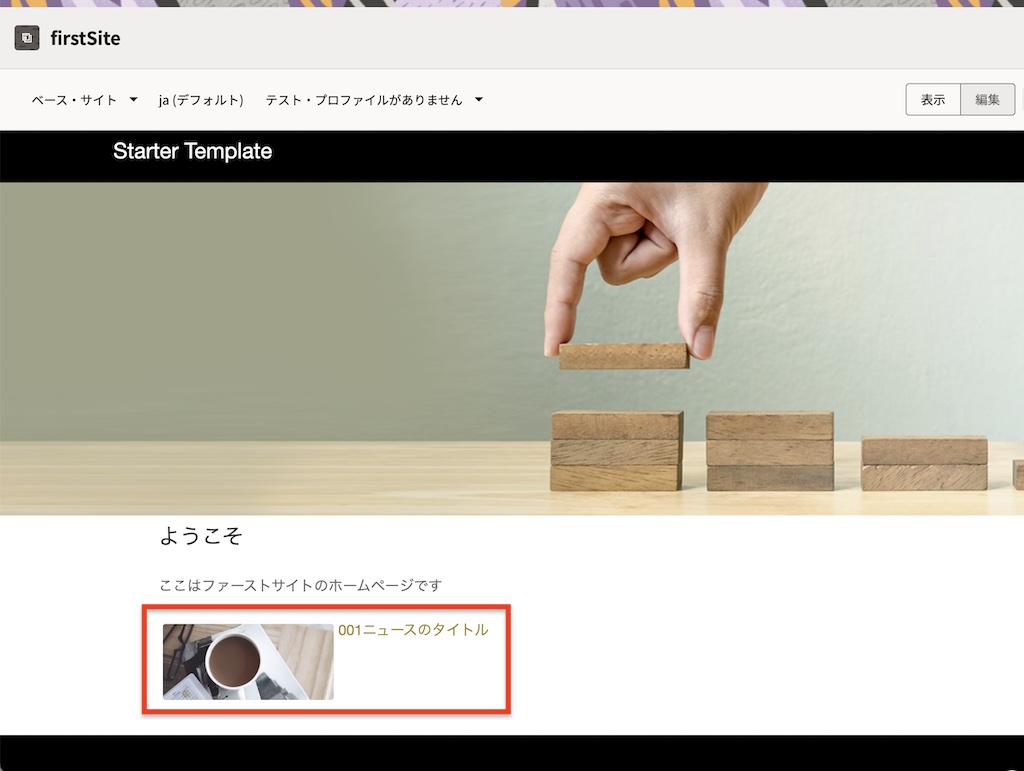 firstSite
ベース・サイト ja (デフォルト) テスト・プロファイルがありません 表示 編集
Starter Template
ようこそ
ここはファーストサイトのホームページです
001ニュースのタイトル